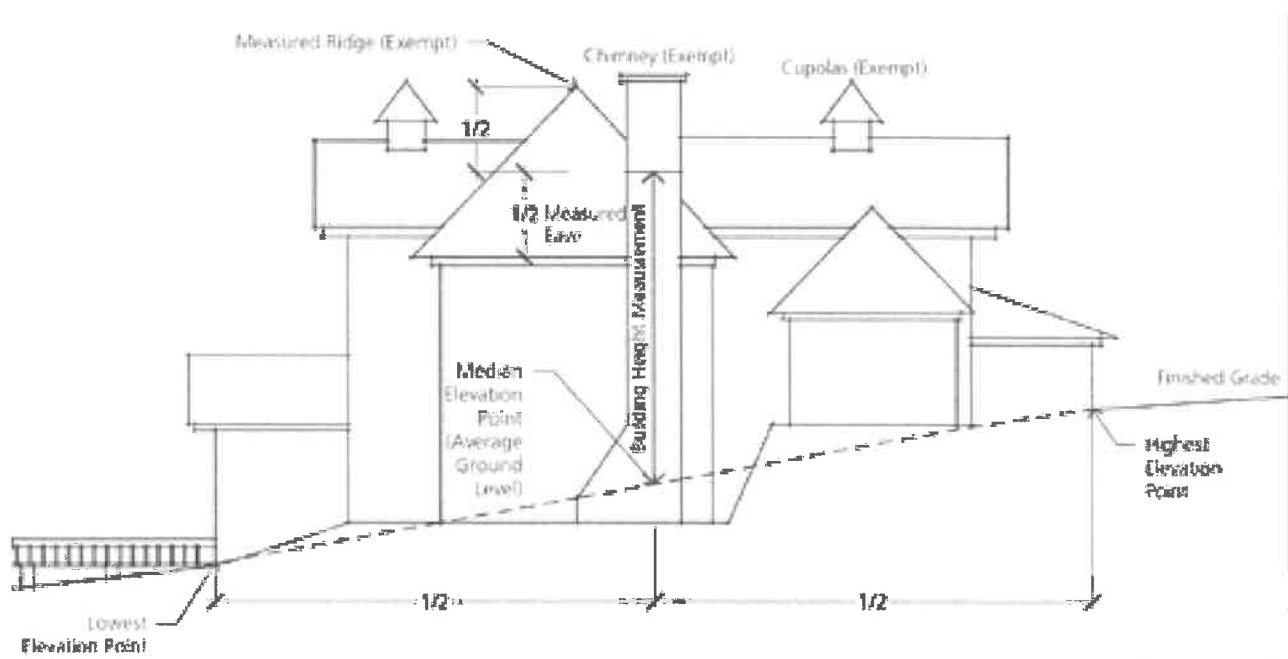 Measured Ridge (Exempt)
Chimney (Exempt)
Cupolas (Exempt)
1/2
1/2 Measured
Eave
Building Height Measurement
Median
Elevation
Point
(Average
Ground
Level)
Finished Grade
Highest
Elevation
Point
1/2
1/2
Lowest
Elevation Point